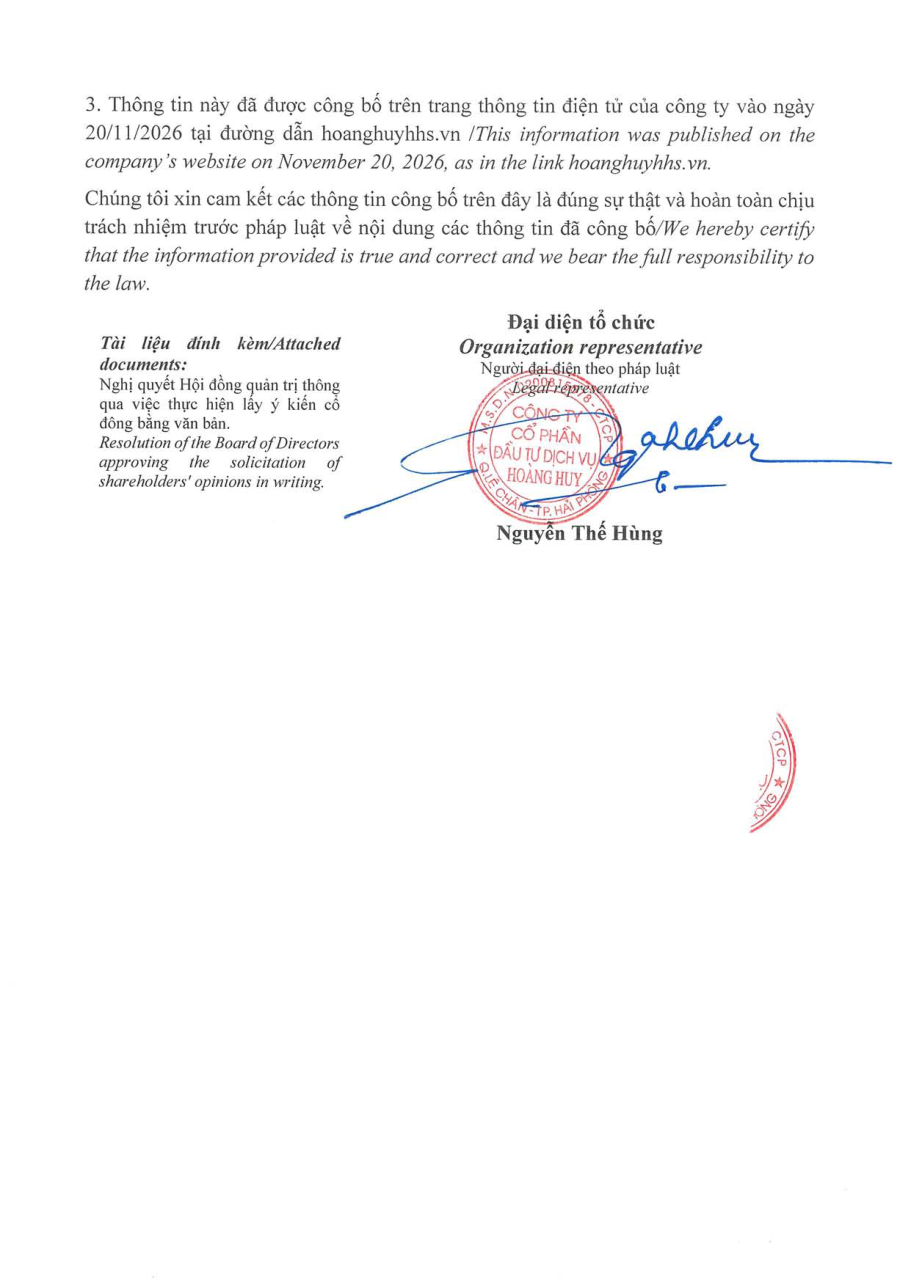 3. Thông tin này đã được công bố trên trang thông tin điện tử của công ty vào ngày
20/11/2026 tại đường dẫn hoanghuyhhs.vn /This information was published on the
company's website on November 20, 2026, as in the link hoanghuyhhs.vn.
Chúng tôi xin cam kết các thông tin công bố trên đây là đúng sự thật và hoàn toàn chịu
trách nhiệm trước pháp luật về nội dung các thông tin đã công bố/We hereby certify
that the information provided is true and correct and we bear the full responsibility to
the law.
Tài liệu đính kèm/Attached
documents:
Nghị quyết Hội đồng quản trị thông
qua việc thực hiện lấy ý kiến cổ
đông bằng văn bản.
Resolution of the Board of Directors
approving the solicitation of
shareholders' opinions in writing.
Đại diện tổ chức
Organization representative
Người đại diện theo pháp luật
Legal representative
CÔNG TY
CỔ PHẦN
ĐẦU TƯ DỊCH VỤ
HOÀNG HUY
Q.LÊ CHÂN - TP. HẢI PHÒNG
Nguyễn Thế Hùng
CTCP